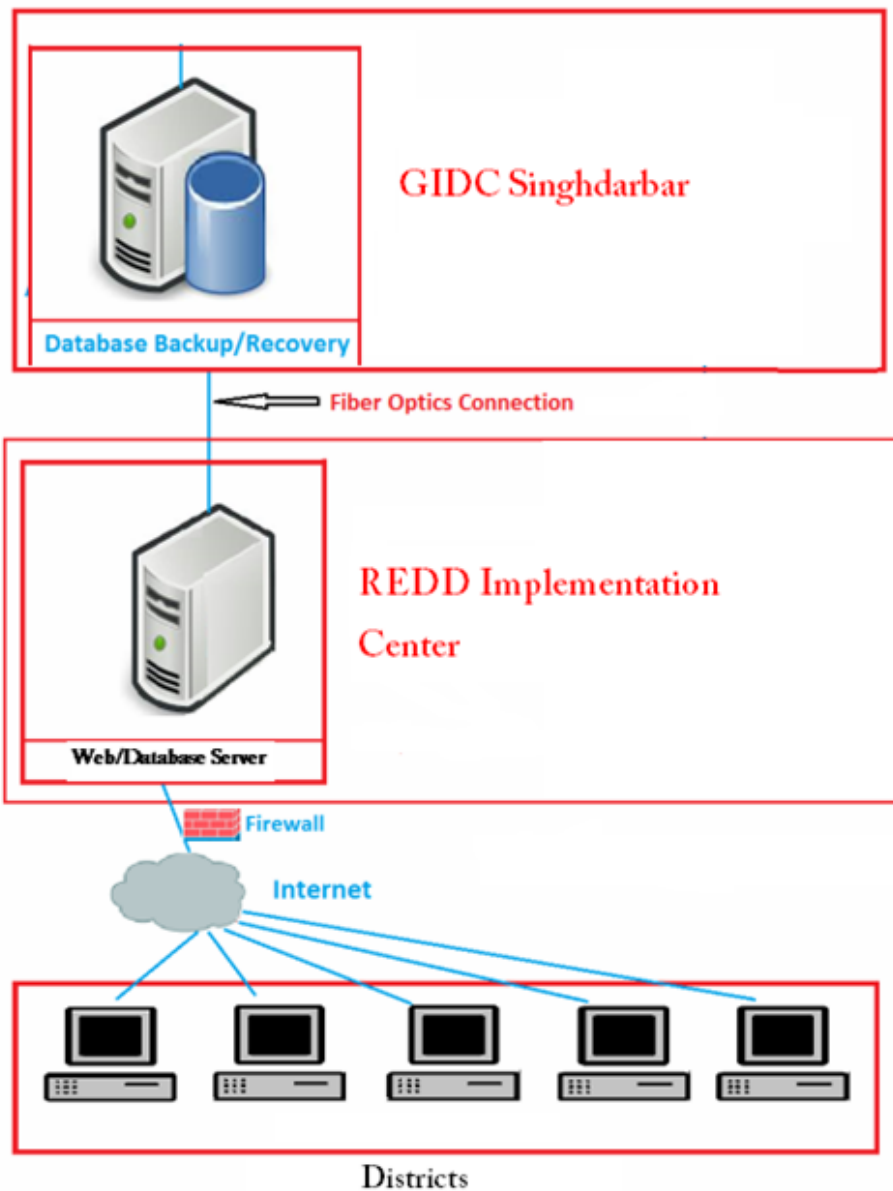 GIDC Singhdarbar
Database Backup/Recovery
Fiber Optics Connection
REDD Implementation
Center
Web/Database Server
Firewall
Internet
Districts